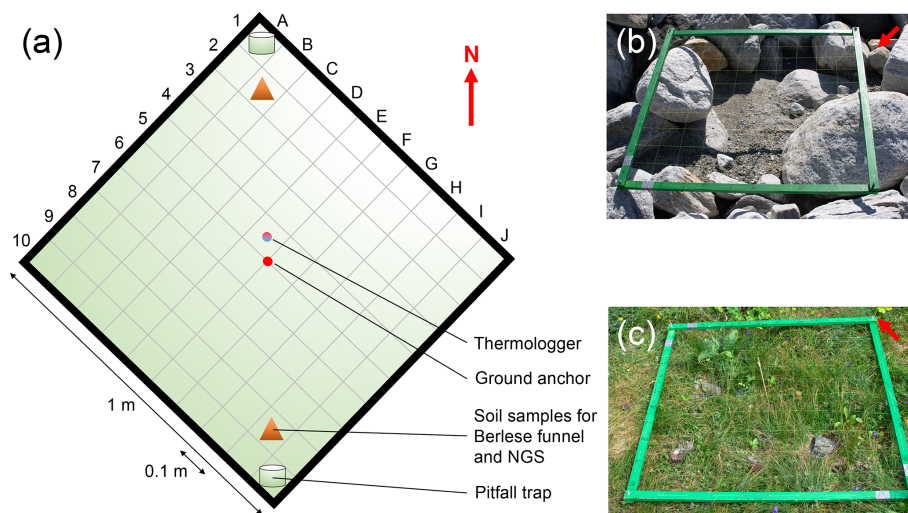 (a)
1
2
3
4
5
6
7
8
9
10
A
B
C
D
E
F
G
H
I
J
N
Thermologger
Ground anchor
Soil samples for
Berlese funnel
and NGS
Pitfall trap
1 m
0.1 m
(b)
(c)